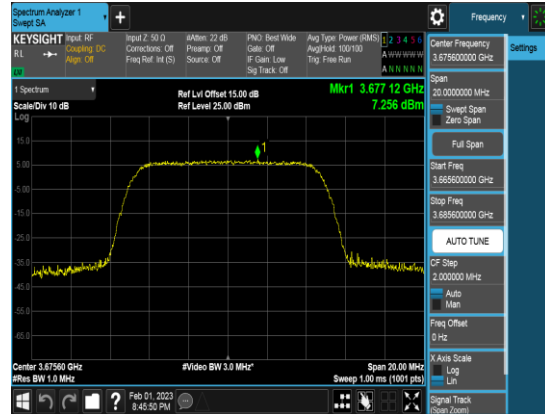 Spectrum Analyzer 1
Swept SA
+
Frequency
KEYSIGHT
RL
Input: RF
Coupling: DC
Align: Off
Input Z: 50 Ω
Corrections: Off
Freq Ref: Int (S)
#Atten: 22 dB
Preamp: Off
Source: Off
PNO: Best Wide
Gate: Off
IF Gain: Low
Sig Track: Off
Avg Type: Power (RMS)
Avg|Hold: 100/100
Trig: Free Run
1 2 3 4 5 6
A W W W W W
A N N N N N
1 Spectrum
Scale/Div 10 dB
Log
Ref Lvl Offset 15.00 dB
Ref Level 25.00 dBm
Mkr1 3.677 12 GHz
7.256 dBm
1
15.0
5.00
-5.00
-15.0
-25.0
-35.0
-45.0
-55.0
-65.0
Center 3.67560 GHz
#Res BW 1.0 MHz
#Video BW 3.0 MHz*
Span 20.00 MHz
Sweep 1.00 ms (1001 pts)
Feb 01, 2023
8:45:50 PM
Settings
Center Frequency
3.675600000 GHz
Span
20.0000000 MHz
Swept Span
Zero Span
Full Span
Start Freq
3.665600000 GHz
Stop Freq
3.685600000 GHz
AUTO TUNE
CF Step
2.000000 MHz
Auto
Man
Freq Offset
0 Hz
X Axis Scale
Log
Lin
Signal Track
(Span Zoom)